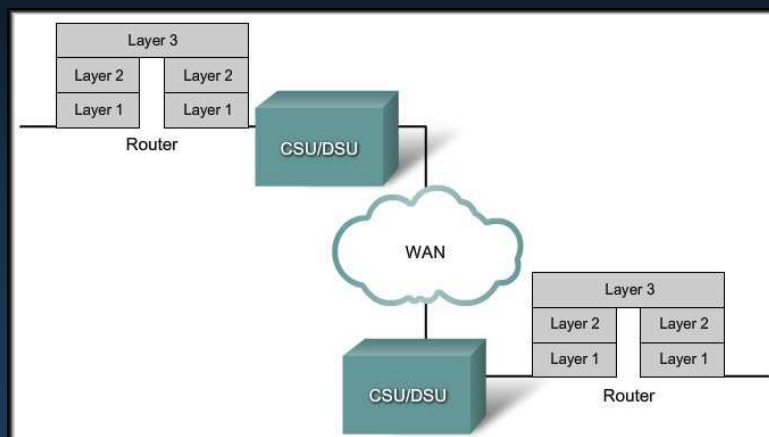 Layer 3
Layer 2 Layer 2
Layer 1 Layer 1
Router
CSU/DSU
WAN
Layer 3
Layer 2 Layer 2
Layer 1 Layer 1
Router
CSU/DSU